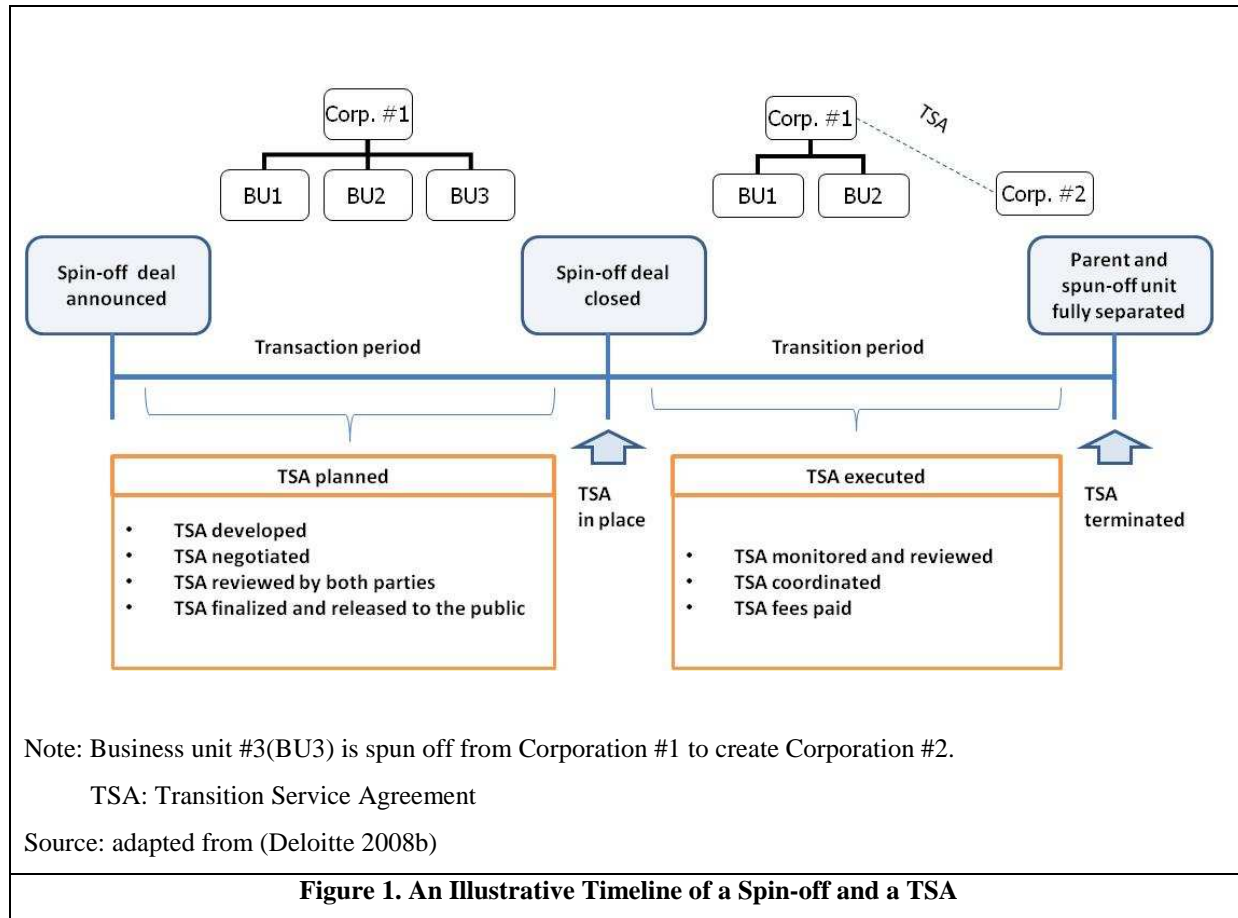 Corp. #1
BU1
BU2
BU3
Corp. #1
TSA
BU1
BU2
Corp. #2
Spin-off deal
announced
Spin-off deal
closed
Parent and
spun-off unit
fully separated
Transaction period
Transition period
TSA planned
• TSA developed
• TSA negotiated
• TSA reviewed by both parties
• TSA finalized and released to the public
TSA
in place
TSA executed
• TSA monitored and reviewed
• TSA coordinated
• TSA fees paid
TSA
terminated
Note: Business unit #3(BU3) is spun off from Corporation #1 to create Corporation #2.
TSA: Transition Service Agreement
Source: adapted from (Deloitte 2008b)
Figure 1. An Illustrative Timeline of a Spin-off and a TSA